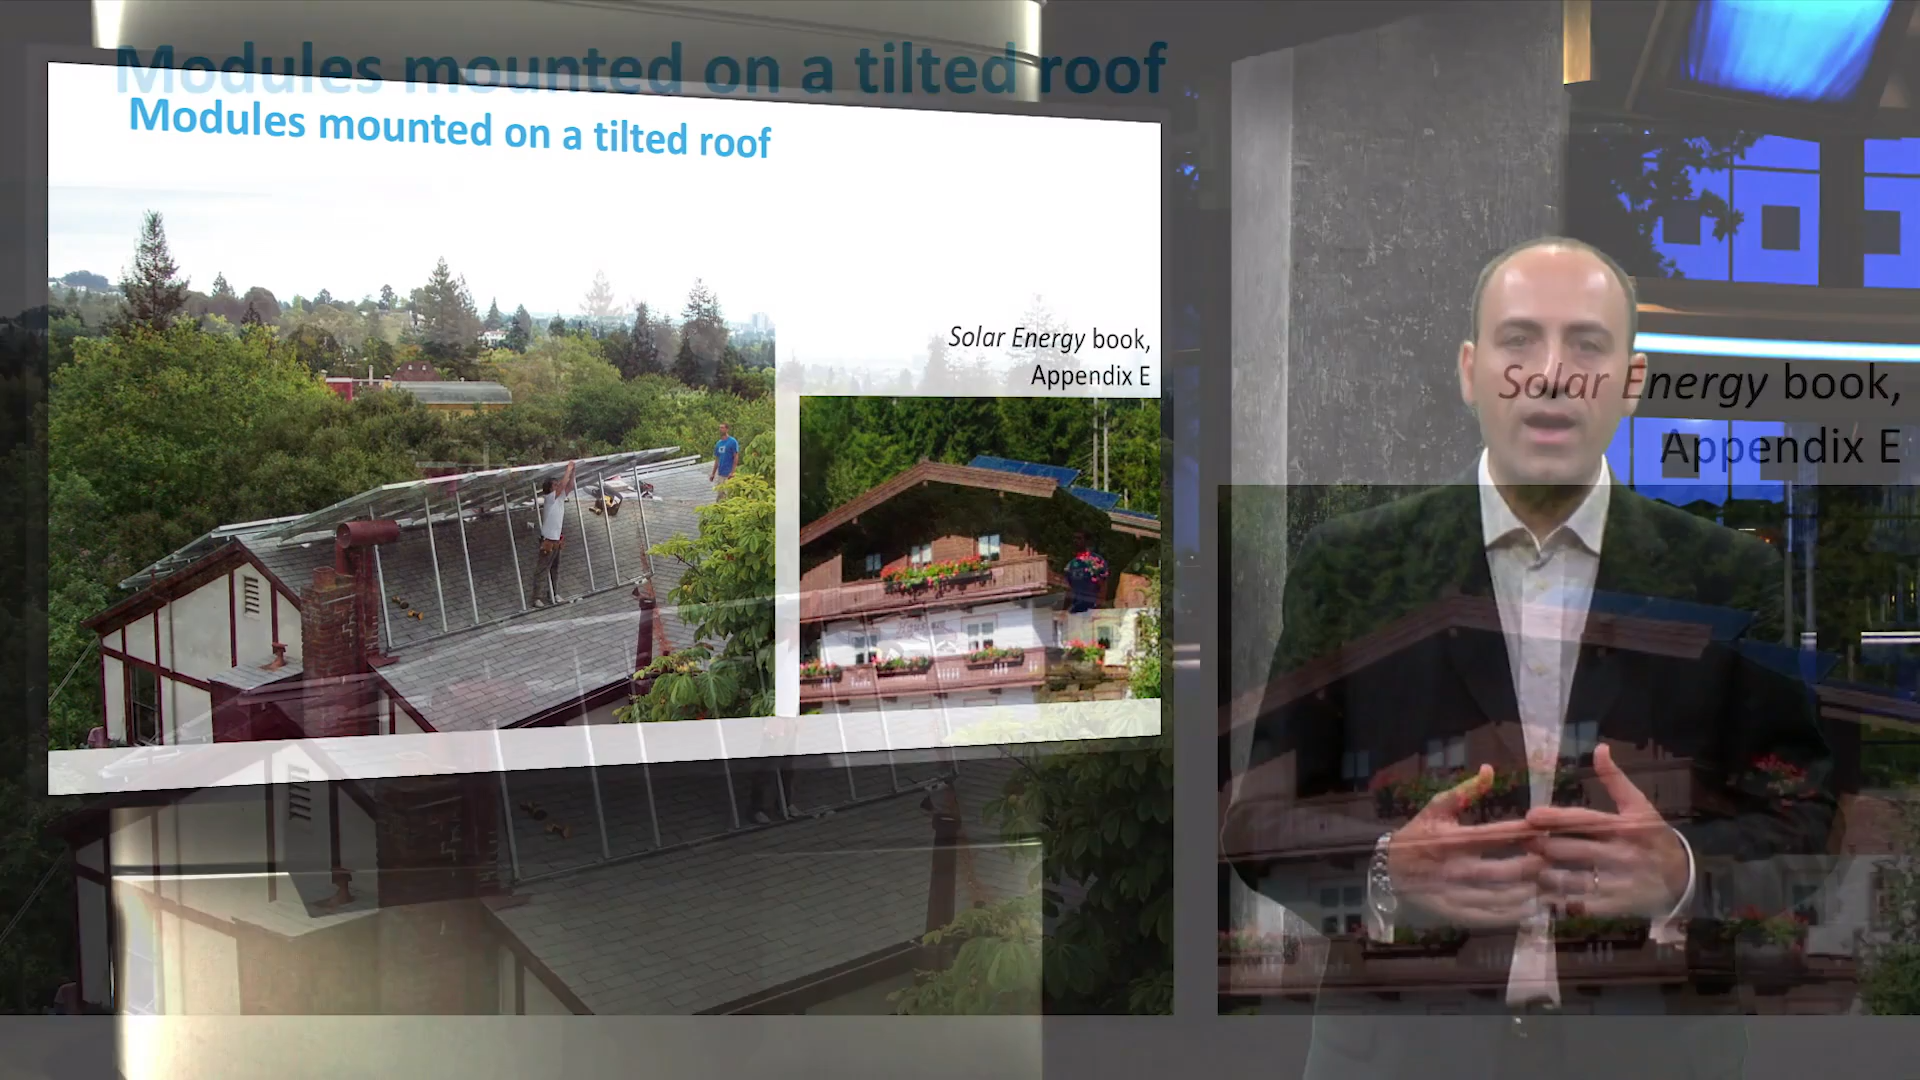 Modules mounted on a tilted roof
Modules mounted on a tilted roof
Solar Energy book,
Appendix E
Solar Energy book,
Appendix E